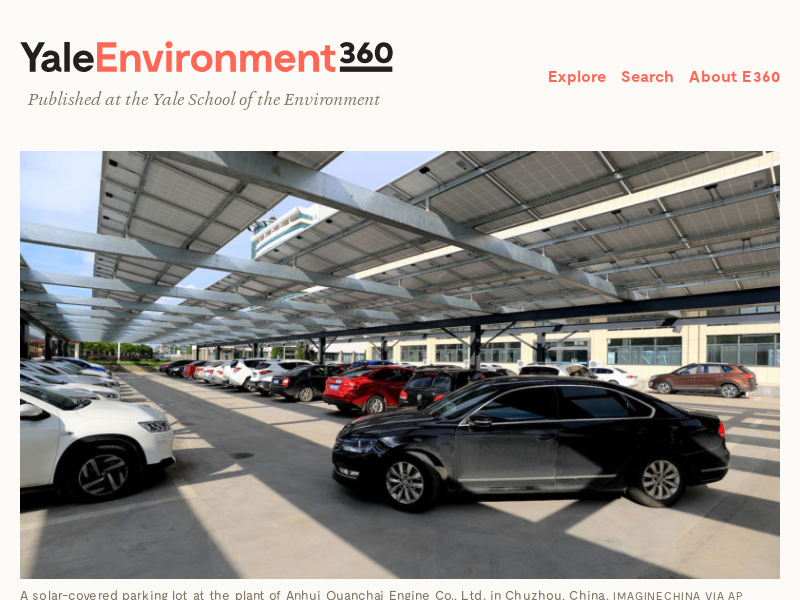 YaleEnvironment360
Published at the Yale School of the Environment
Explore Search About E360
A solar-covered parking lot at the plant of Anhui Quanchai Engine Co., Ltd. in Chuzhou, China. IMAGINECHINA VIA AP